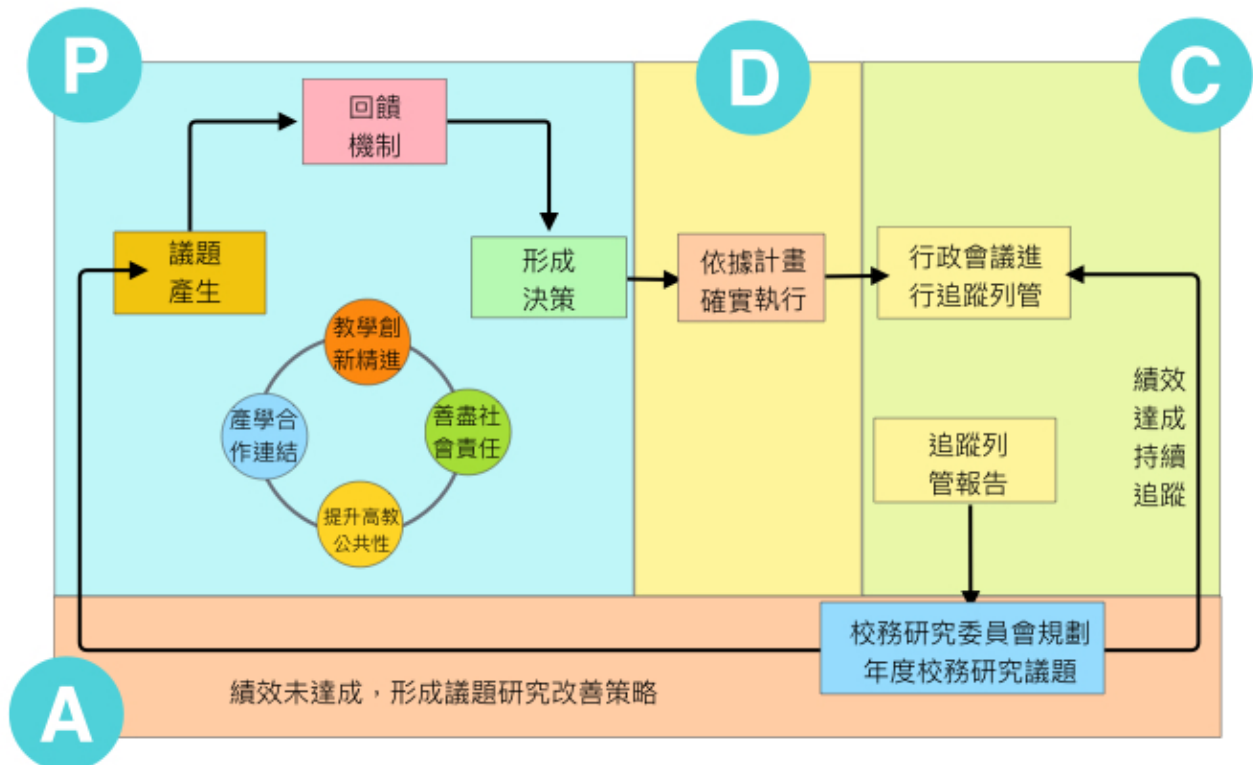 P
D
C
回饋
機制
議題
產生
形成
決策
教學創
新精進
產學合
作連結
善盡社
會責任
提升高教
公共性
依據計畫
確實執行
行政會議進
行追蹤列管
追蹤列
管報告
績效
達成
持續
追蹤
校務研究委員會規劃
年度校務研究議題
績效未達成，形成議題研究改善策略
A